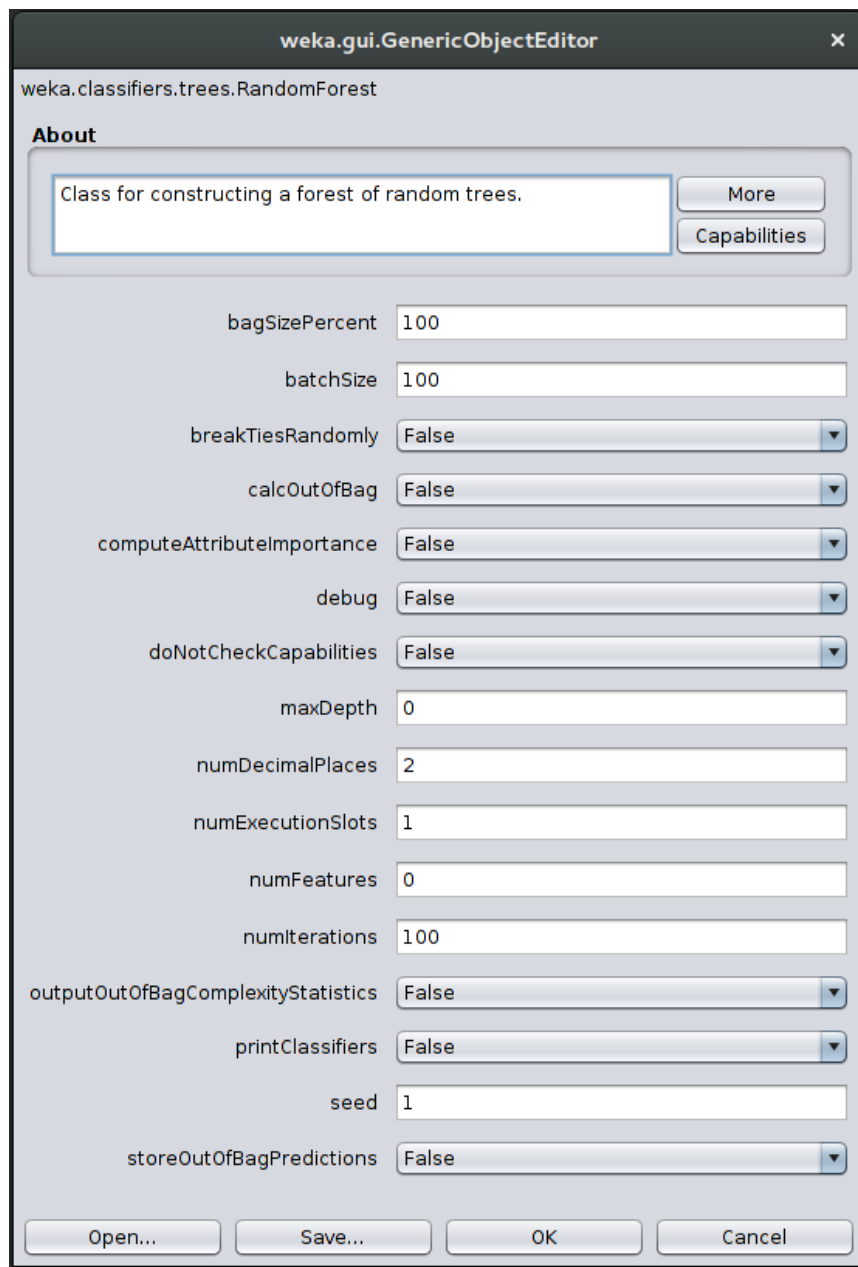 weka.gui.GenericObjectEditor ×
weka.classifiers.trees.RandomForest
About
Class for constructing a forest of random trees.
More
Capabilities
bagSizePercent 100
batchSize 100
breakTiesRandomly False
calcOutOfBag False
computeAttributeImportance False
debug False
doNotCheckCapabilities False
maxDepth 0
numDecimalPlaces 2
numExecutionSlots 1
numFeatures 0
numIterations 100
outputOutOfBagComplexityStatistics False
printClassifiers False
seed 1
storeOutOfBagPredictions False
Open... Save... OK Cancel